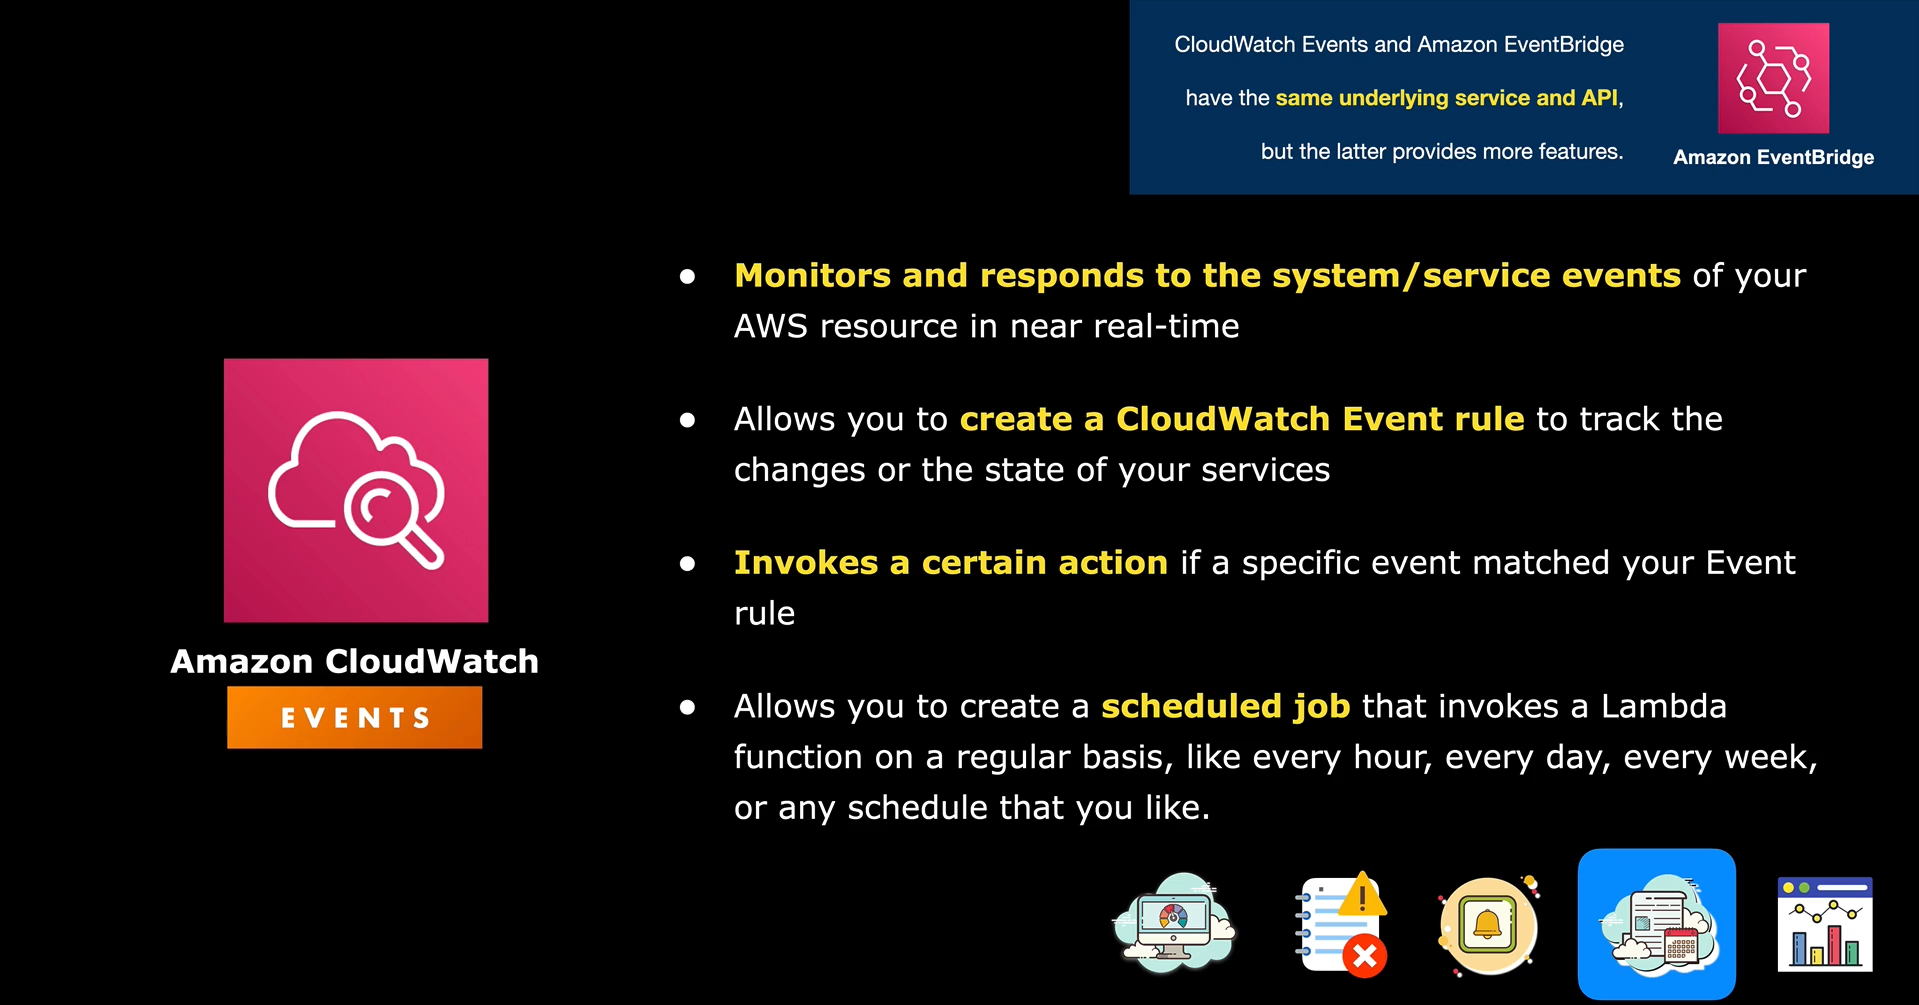 CloudWatch Events and Amazon EventBridge
have the same underlying service and API,
but the latter provides more features.
Amazon EventBridge
● Monitors and responds to the system/service events of your
AWS resource in near real-time
● Allows you to create a CloudWatch Event rule to track the
changes or the state of your services
● Invokes a certain action if a specific event matched your Event
rule
● Allows you to create a scheduled job that invokes a Lambda
function on a regular basis, like every hour, every day, every week,
or any schedule that you like.
Amazon CloudWatch
EVENTS